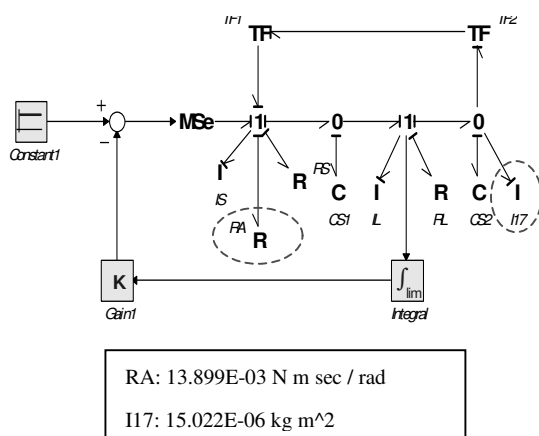 TF1 TF2
TF TF
+
MSe 1 0 1 0
Constant1 −
I R RS C I R C I
IS CS1 IL RL CS2 I17
RA R
K ∫lim
Gain1 Integral
RA: 13.899E-03 N m sec / rad
I17: 15.022E-06 kg m^2